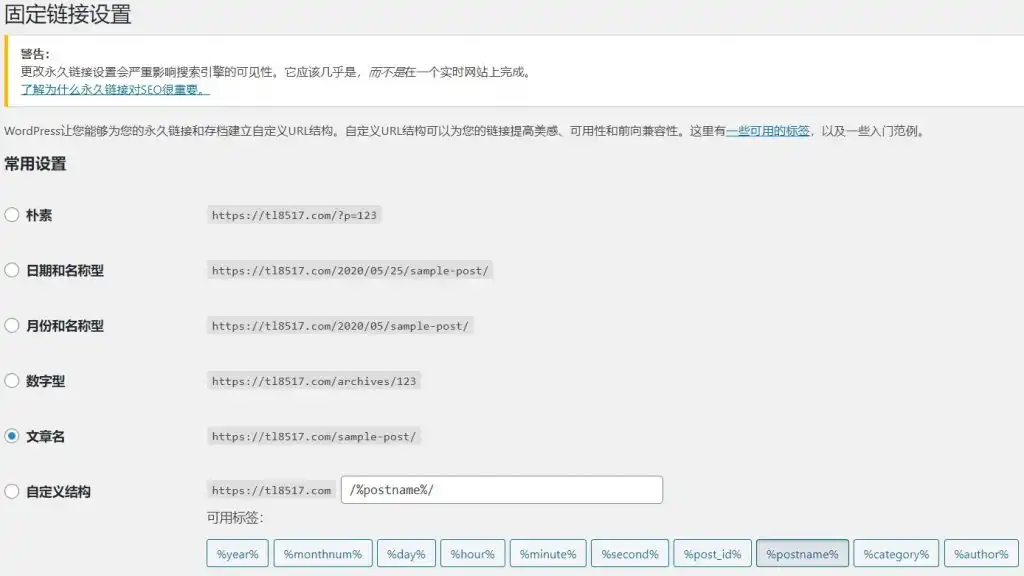 固定链接设置
警告：
更改永久链接设置会严重影响搜索引擎的可见性。它应该几乎是，而不是在一个实时网站上完成。
了解为什么永久链接对SEO很重要。
WordPress让您能够为您的永久链接和存档建立自定义URL结构。自定义URL结构可以为您的链接提高美感、可用性和前向兼容性。这里有一些可用的标签，以及一些入门范例。
常用设置
朴素 https://tl8517.com/?p=123
日期和名称型 https://tl8517.com/2020/05/25/sample-post/
月份和名称型 https://tl8517.com/2020/05/sample-post/
数字型 https://tl8517.com/archives/123
文章名 https://tl8517.com/sample-post/
自定义结构 https://tl8517.com /%postname%/
可用标签：
%year% %monthnum% %day% %hour% %minute% %second% %post_id% %postname% %category% %author%